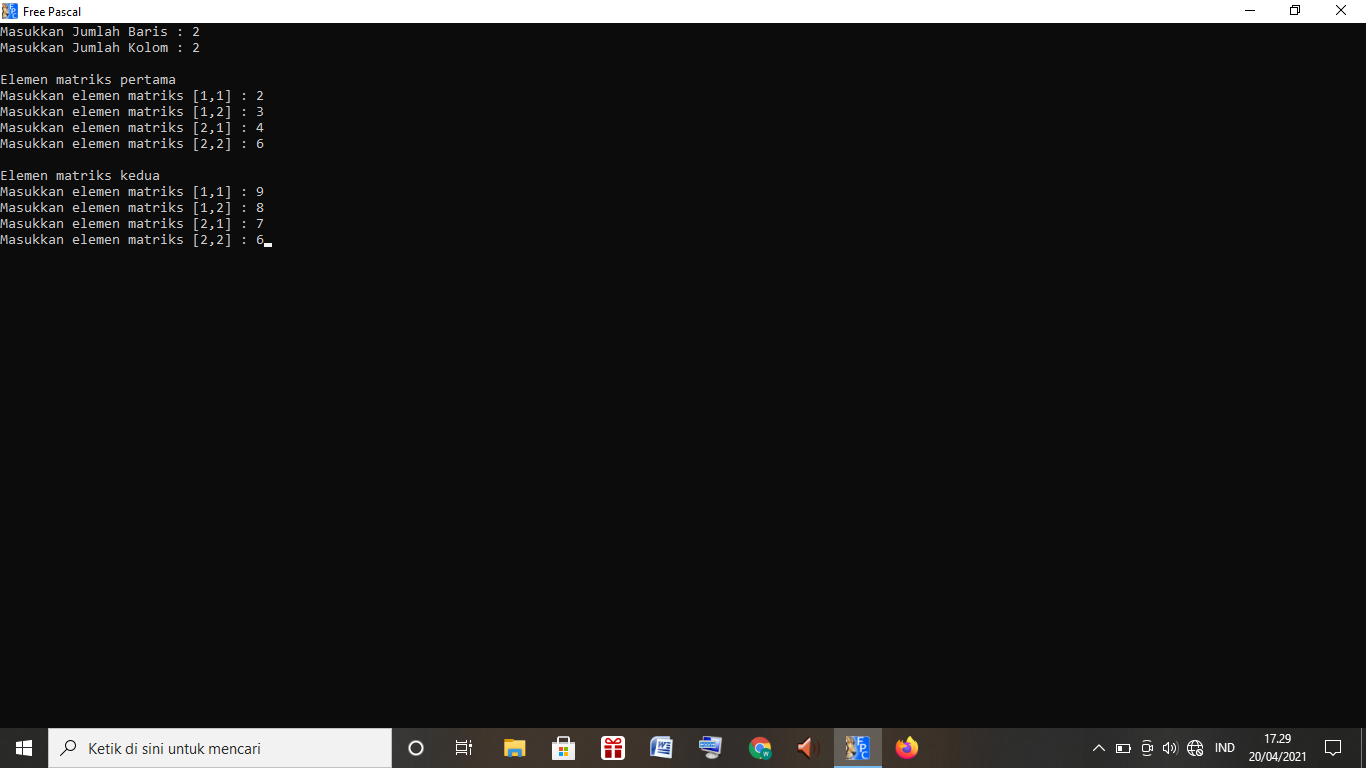 Free Pascal
Masukkan Jumlah Baris : 2
Masukkan Jumlah Kolom : 2
Elemen matriks pertama
Masukkan elemen matriks [1,1] : 2
Masukkan elemen matriks [1,2] : 3
Masukkan elemen matriks [2,1] : 4
Masukkan elemen matriks [2,2] : 6
Elemen matriks kedua
Masukkan elemen matriks [1,1] : 9
Masukkan elemen matriks [1,2] : 8
Masukkan elemen matriks [2,1] : 7
Masukkan elemen matriks [2,2] : 6
Ketik di sini untuk mencari
IND
17.29
20/04/2021